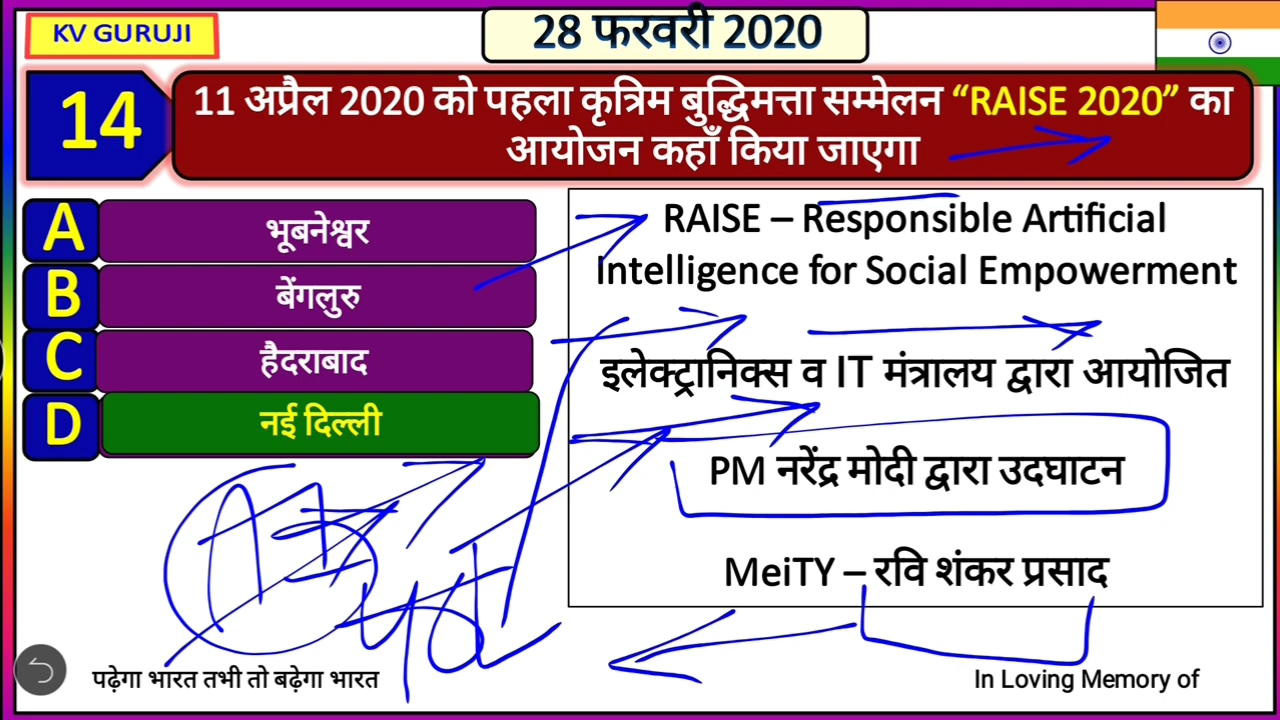 KV GURUJI
28 फरवरी 2020
14
11 अप्रैल 2020 को पहला कृत्रिम बुद्धिमत्ता सम्मेलन “RAISE 2020” का
आयोजन कहाँ किया जाएगा
A
भूबनेश्वर
B
बेंगलुरु
C
हैदराबाद
D
नई दिल्ली
RAISE – Responsible Artificial
Intelligence for Social Empowerment
इलेक्ट्रानिक्स व IT मंत्रालय द्वारा आयोजित
PM नरेंद्र मोदी द्वारा उदघाटन
MeiTY – रवि शंकर प्रसाद
पढ़ेगा भारत तभी तो बढ़ेगा भारत
In Loving Memory of